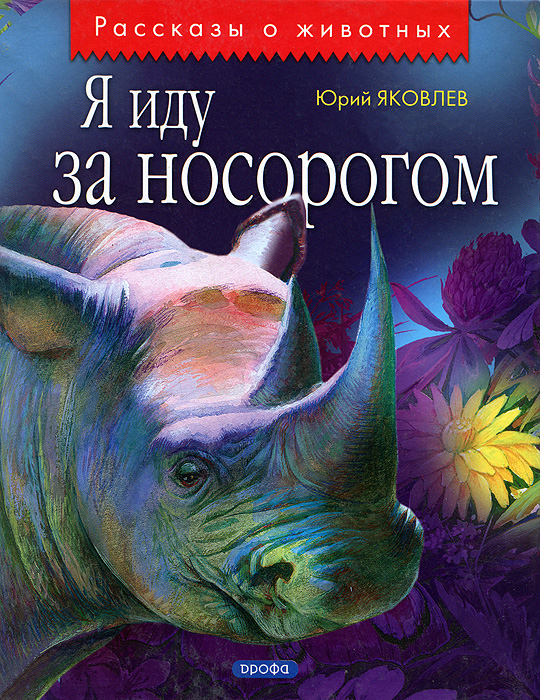 Рассказы о животных
Юрий ЯКОВЛЕВ
Я иду
за носорогом
дрофа